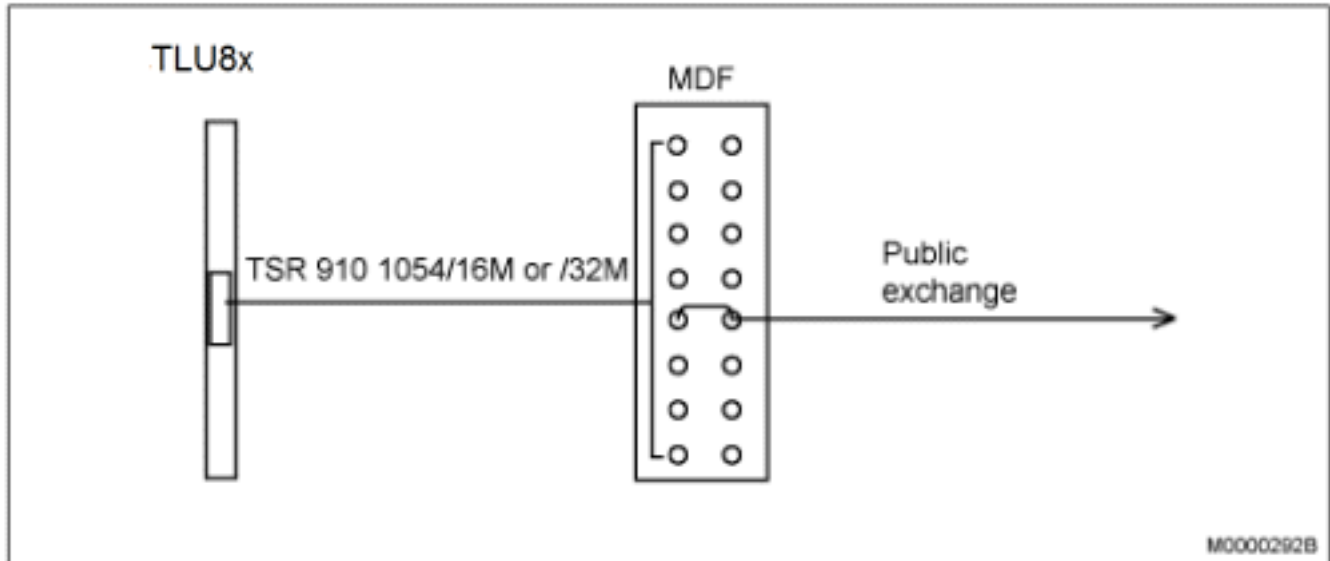 TLU8x
MDF
TSR 910 1054/16M or /32M
Public
exchange
M0000292B